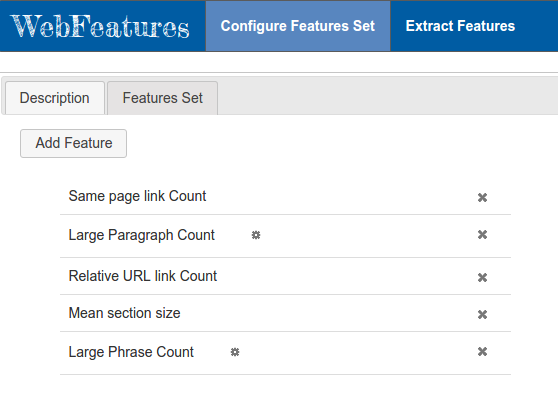 WebFeatures Configure Features Set Extract Features
Description Features Set
Add Feature
Same page link Count
Large Paragraph Count
Relative URL link Count
Mean section size
Large Phrase Count